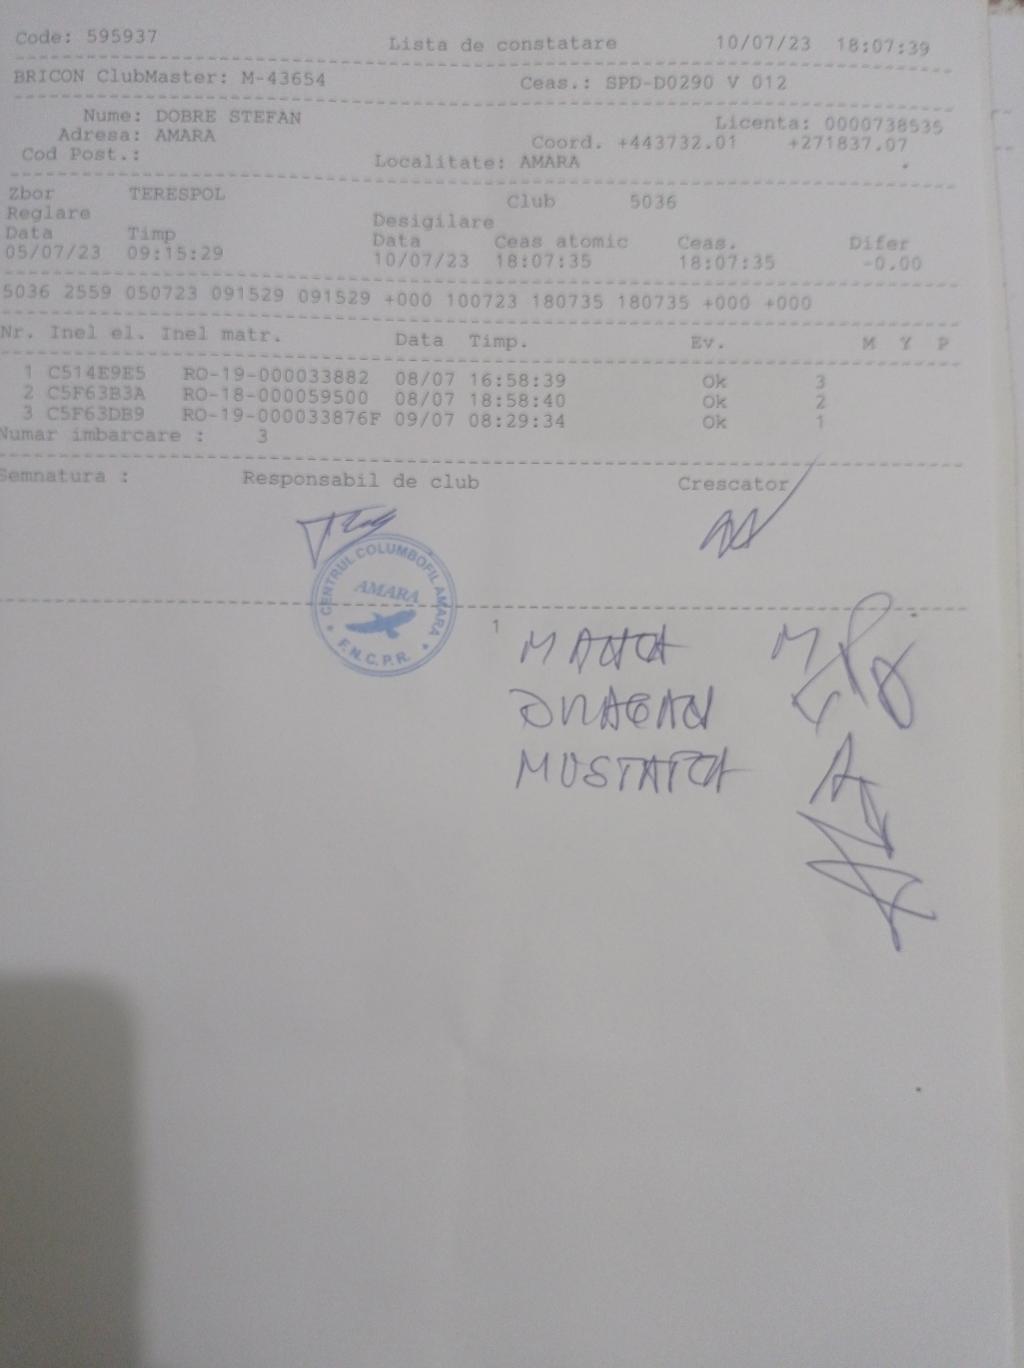 Code: 595937 Lista de constatare 10/07/23 18:07:39
BRICON ClubMaster: M-43654 Ceas.: SPD-D0290 V 012
Nume: DOBRE STEFAN Licenta: 0000738535
Adresa: AMARA Coord. +443732.01 +271837.07
Cod Post.: Localitate: AMARA
Zbor TERESPOL Club 5036
Reglare Desigilare
Data Timp Data Ceas atomic Ceas. Difer
05/07/23 09:15:29 10/07/23 18:07:35 18:07:35 -0.00
5036 2559 050723 091529 091529 +000 100723 180735 180735 +000 +000
Nr. Inel el. Inel matr. Data Timp. Ev. M Y P
1 C514E9E5 RO-19-000033882 08/07 16:58:39 Ok 3
2 C5F63B3A RO-18-000059500 08/07 18:58:40 Ok 2
3 C5F63DB9 RO-19-000033876F 09/07 08:29:34 Ok 1
Numar imbarcare : 3
Semnatura : Responsabil de club Crescator
CENTRUL COLUMBOFIL AMARA
AMARA
F.N.C.P.R.
1
DRAGAN
MUSTATEA